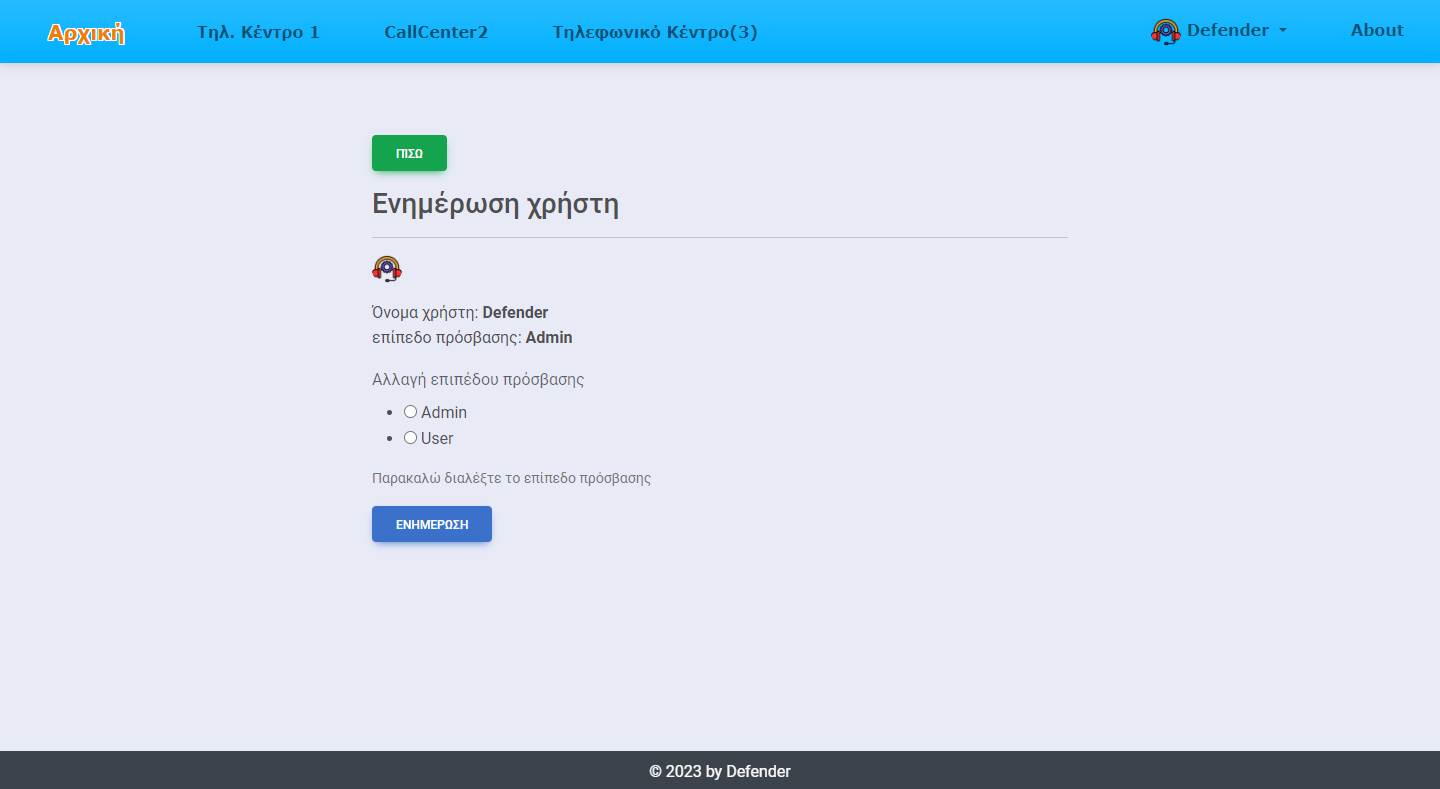 Αρχική Τηλ. Κέντρο 1 CallCenter2 Τηλεφωνικό Κέντρο(3) Defender About
ΠΙΣΩ
Ενημέρωση χρήστη
Όνομα χρήστη: Defender
επίπεδο πρόσβασης: Admin
Αλλαγή επιπέδου πρόσβασης
Admin
User
Παρακαλώ διαλέξτε το επίπεδο πρόσβασης
ΕΝΗΜΕΡΩΣΗ
© 2023 by Defender